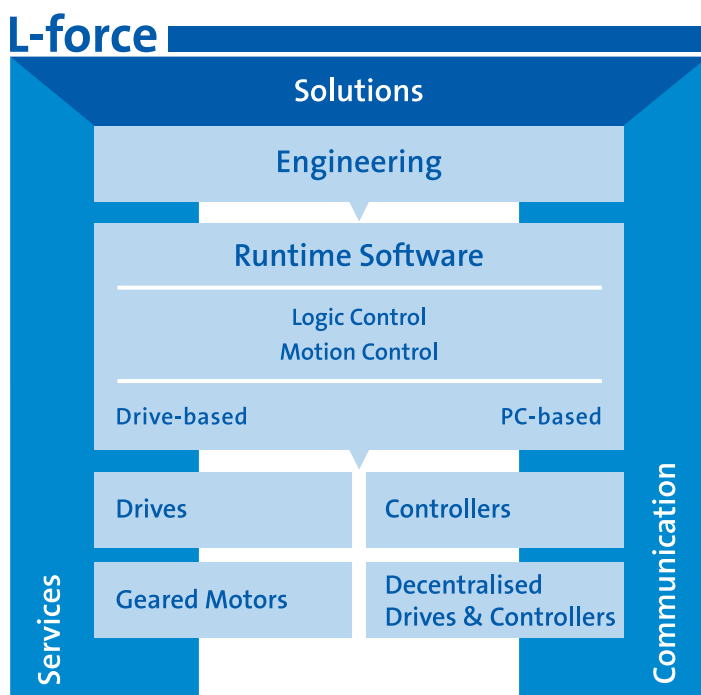 L-force
Solutions
Engineering
Runtime Software
Logic Control
Motion Control
Drive-based
PC-based
Drives
Controllers
Geared Motors
Decentralised
Drives & Controllers
Services
Communication